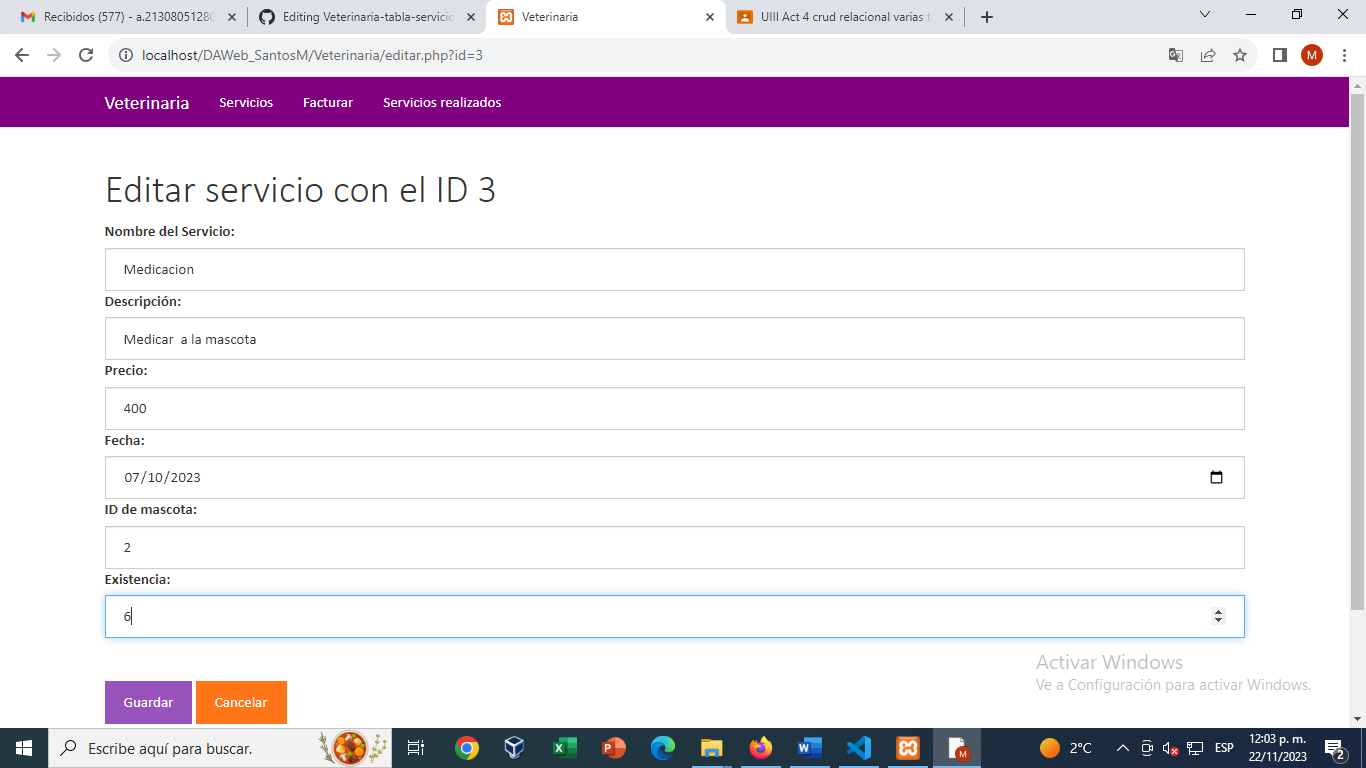 Recibidos (577) - a.21308051280
Editing Veterinaria-tabla-servicio
Veterinaria
UIII Act 4 crud relacional varias t
localhost/DAWeb_SantosM/Veterinaria/editar.php?id=3
M
Veterinaria Servicios Facturar Servicios realizados
Editar servicio con el ID 3
Nombre del Servicio:
Medicacion
Descripción:
Medicar a la mascota
Precio:
400
Fecha:
07/10/2023
ID de mascota:
2
Existencia:
6
Activar Windows
Ve a Configuración para activar Windows.
Guardar Cancelar
Escribe aquí para buscar.
2°C
ESP
12:03 p. m.
22/11/2023
2